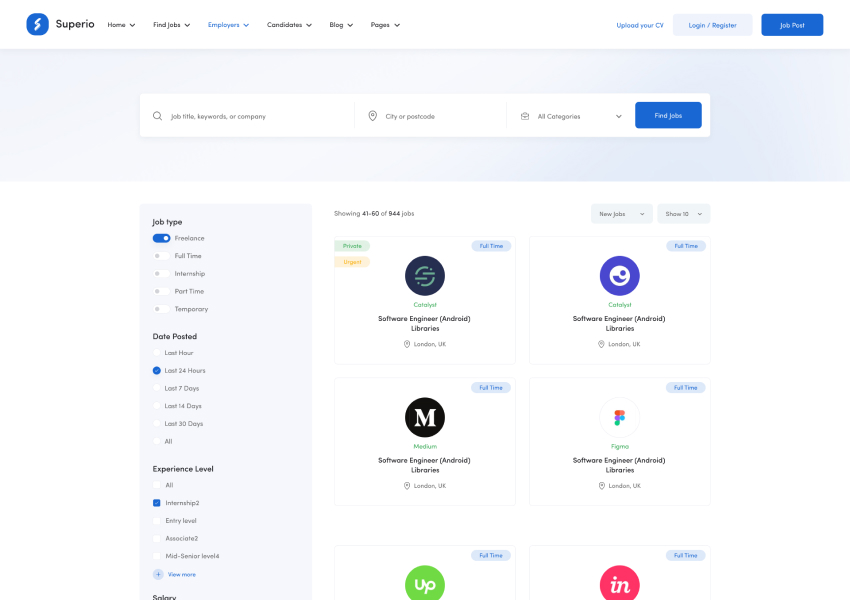 Superio
Home
Find Jobs
Employers
Candidates
Blog
Pages
Upload your CV
Login / Register
Job Post
Job title, keywords, or company
City or postcode
All Categories
Find Jobs
Job type
Freelance
Full Time
Internship
Part Time
Temporary
Date Posted
Last Hour
Last 24 Hours
Last 7 Days
Last 14 Days
Last 30 Days
All
Experience Level
All
Internship2
Entry level
Associate2
Mid-Senior level4
View more
Salary
Showing 41-60 of 944 jobs
New Jobs
Show 10
Private
Urgent
Full Time
Catalyst
Software Engineer (Android)
Libraries
London, UK
Full Time
Catalyst
Software Engineer (Android)
Libraries
London, UK
Full Time
M
Medium
Software Engineer (Android)
Libraries
London, UK
Full Time
Figma
Software Engineer (Android)
Libraries
London, UK
Full Time
Up
Full Time
in